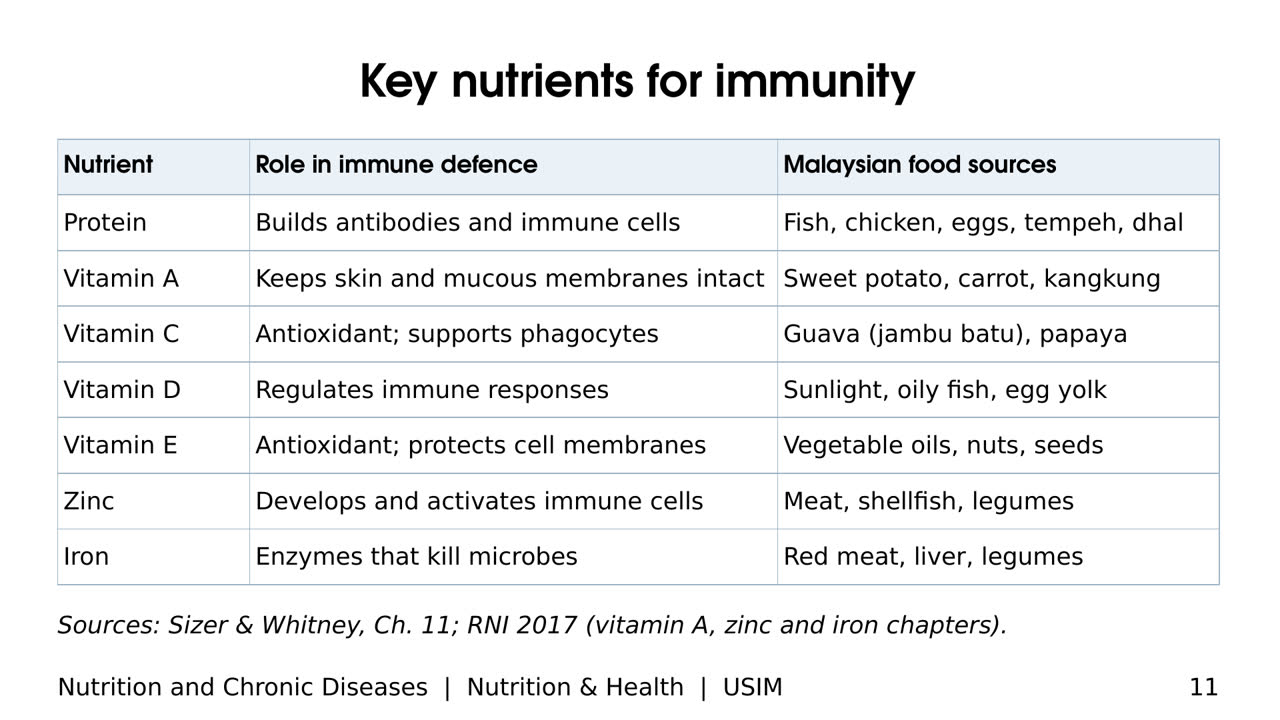 Key nutrients for immunity
Nutrient Role in immune defence Malaysian food sources
Protein Builds antibodies and immune cells Fish, chicken, eggs, tempeh, dhal
Vitamin A Keeps skin and mucous membranes intact Sweet potato, carrot, kangkung
Vitamin C Antioxidant; supports phagocytes Guava (jambu batu), papaya
Vitamin D Regulates immune responses Sunlight, oily fish, egg yolk
Vitamin E Antioxidant; protects cell membranes Vegetable oils, nuts, seeds
Zinc Develops and activates immune cells Meat, shellfish, legumes
Iron Enzymes that kill microbes Red meat, liver, legumes
Sources: Sizer & Whitney, Ch. 11; RNI 2017 (vitamin A, zinc and iron chapters).
Nutrition and Chronic Diseases | Nutrition & Health | USIM 11